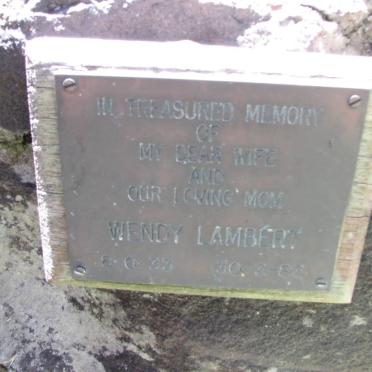 IN TREASURED MEMORY
OF
MY DEAR WIFE
AND
OUR LOVING MOM
WENDY LAMBERT